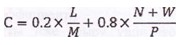 C = 0.2 × L/M + 0.8 × (N + W)/P